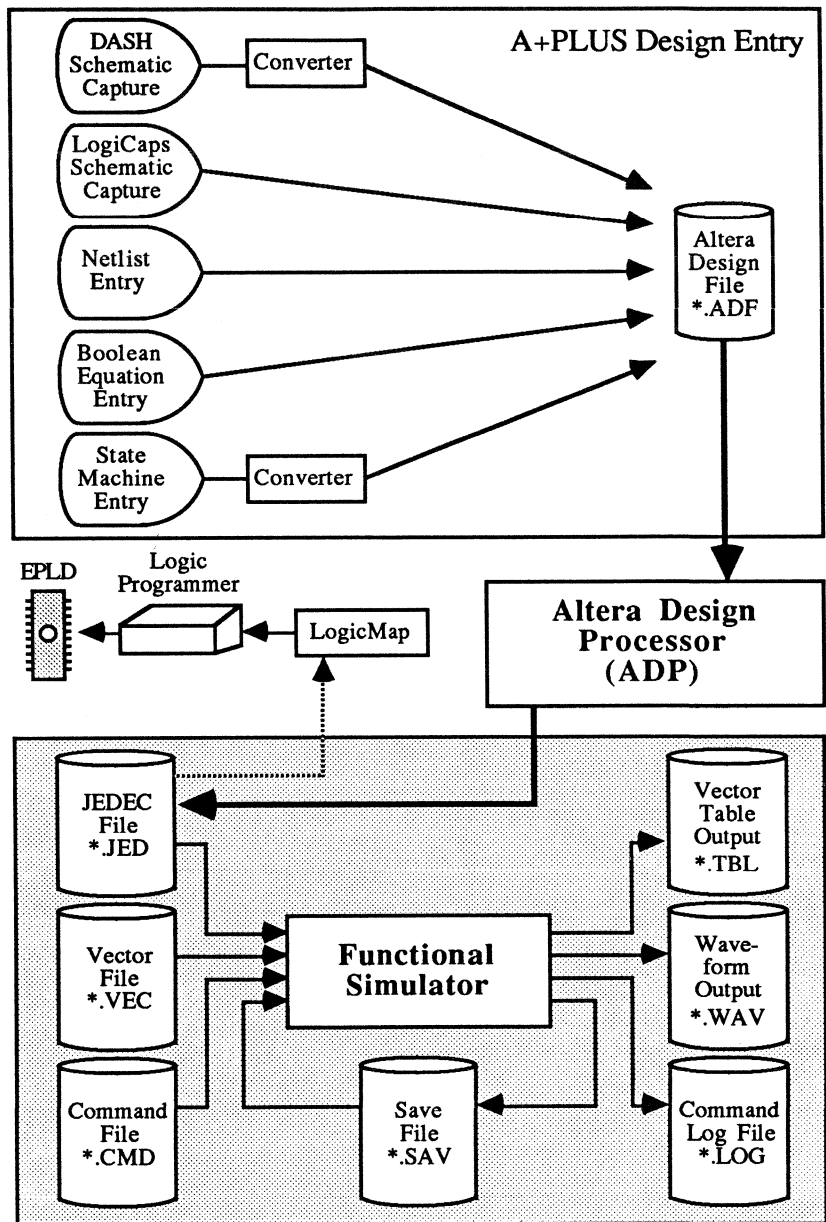 A+PLUS Design Entry
DASH
Schematic
Capture
Converter
LogiCaps
Schematic
Capture
Netlist
Entry
Boolean
Equation
Entry
State
Machine
Entry
Converter
Altera
Design
File
*.ADF
EPLD
Logic
Programmer
LogicMap
Altera Design
Processor
(ADP)
JEDEC
File
*.JED
Vector
File
*.VEC
Command
File
*.CMD
Functional
Simulator
Save
File
*.SAV
Vector
Table
Output
*.TBL
Wave-
form
Output
*.WAV
Command
Log File
*.LOG